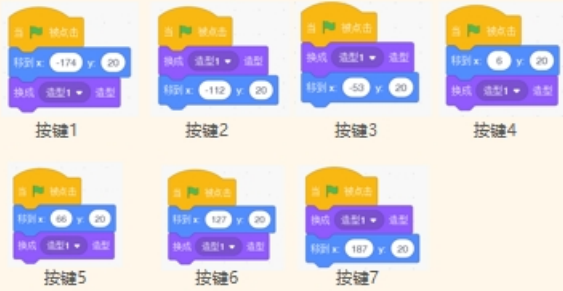 当 被点击
移到 x: -174 y: 20
换成 造型1 造型
按键1
当 被点击
换成 造型1 造型
移到 x: -112 y: 20
按键2
当 被点击
换成 造型1 造型
移到 x: -53 y: 20
按键3
当 被点击
移到 x: 6 y: 20
换成 造型1 造型
按键4
当 被点击
移到 x: 66 y: 20
换成 造型1 造型
按键5
当 被点击
移到 x: 127 y: 20
换成 造型1 造型
按键6
当 被点击
换成 造型1 造型
移到 x: 187 y: 20
按键7